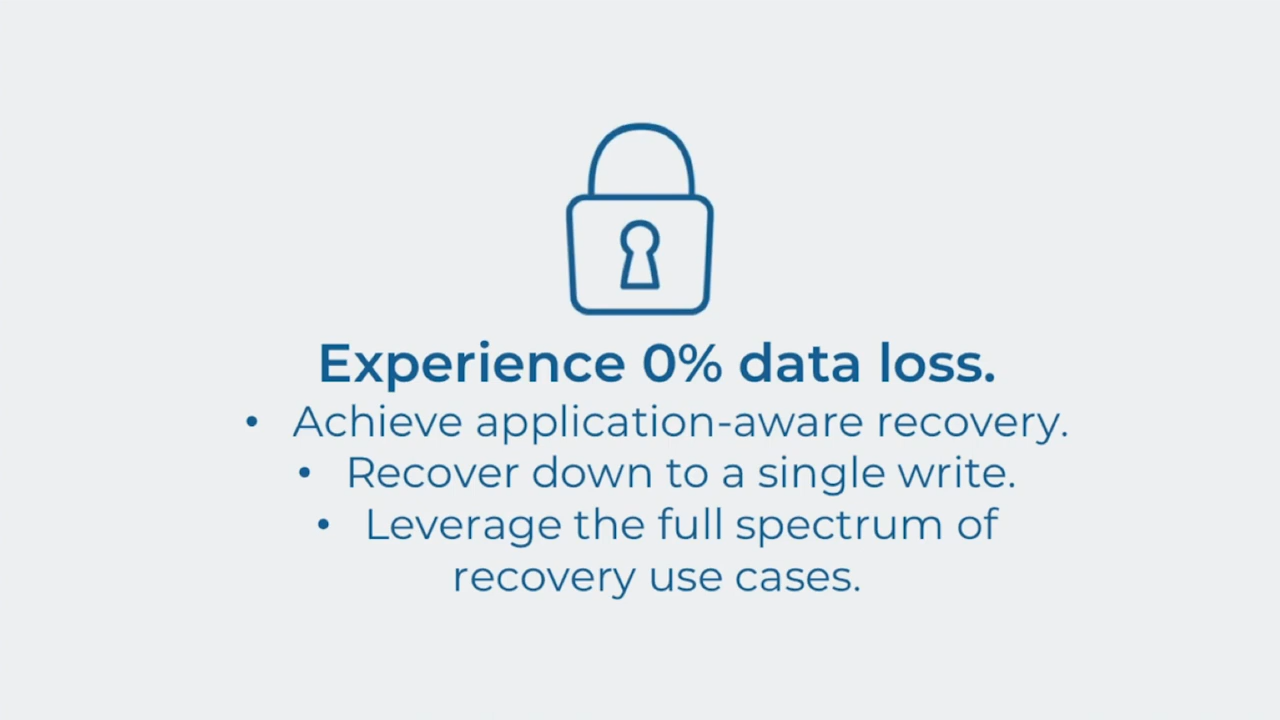 Experience 0% data loss.
• Achieve application-aware recovery.
• Recover down to a single write.
• Leverage the full spectrum of
recovery use cases.